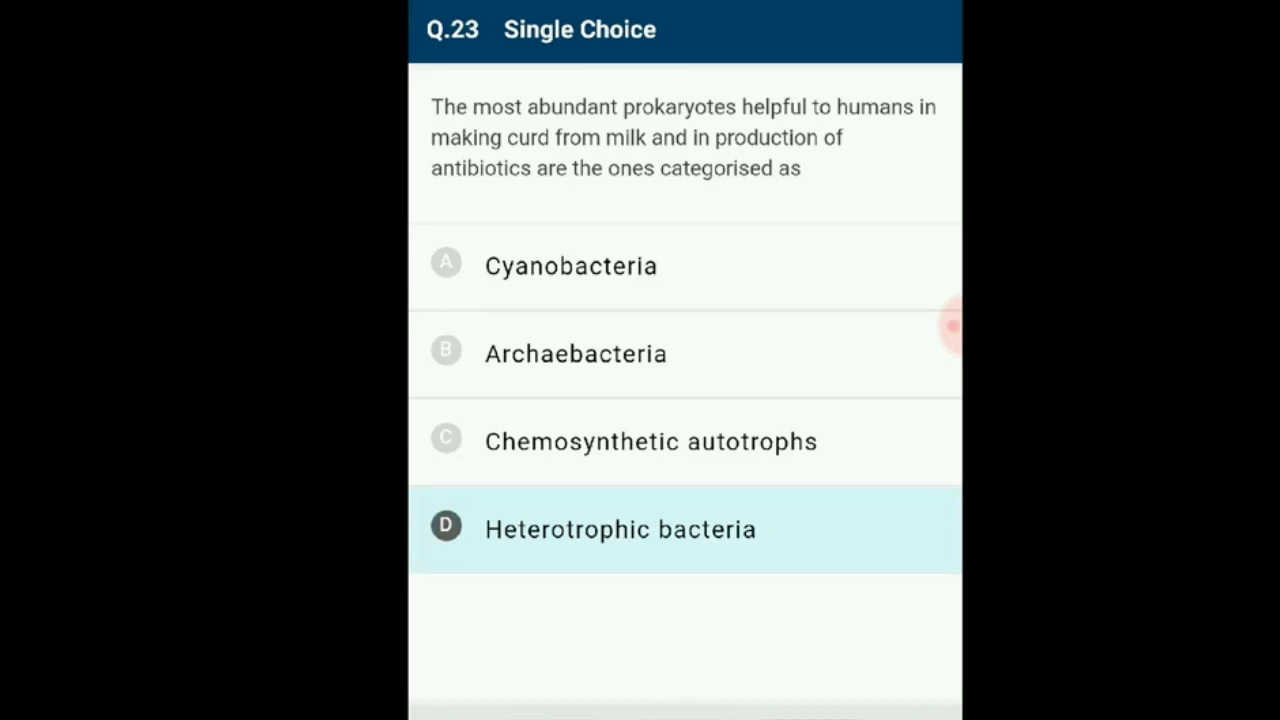 Q.23 Single Choice
The most abundant prokaryotes helpful to humans in
making curd from milk and in production of
antibiotics are the ones categorised as
A Cyanobacteria
B Archaebacteria
C Chemosynthetic autotrophs
D Heterotrophic bacteria